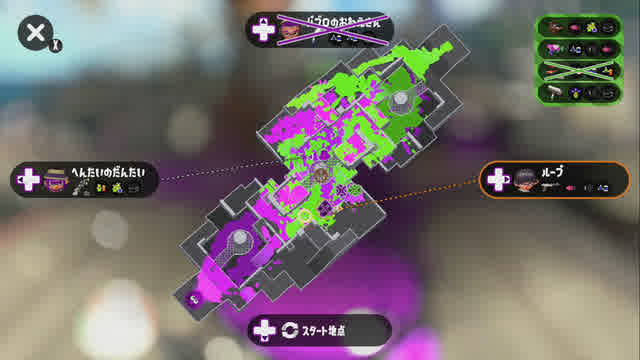 X
パブロのおねえさん
へんたいのだんたい
ループ
スタート地点